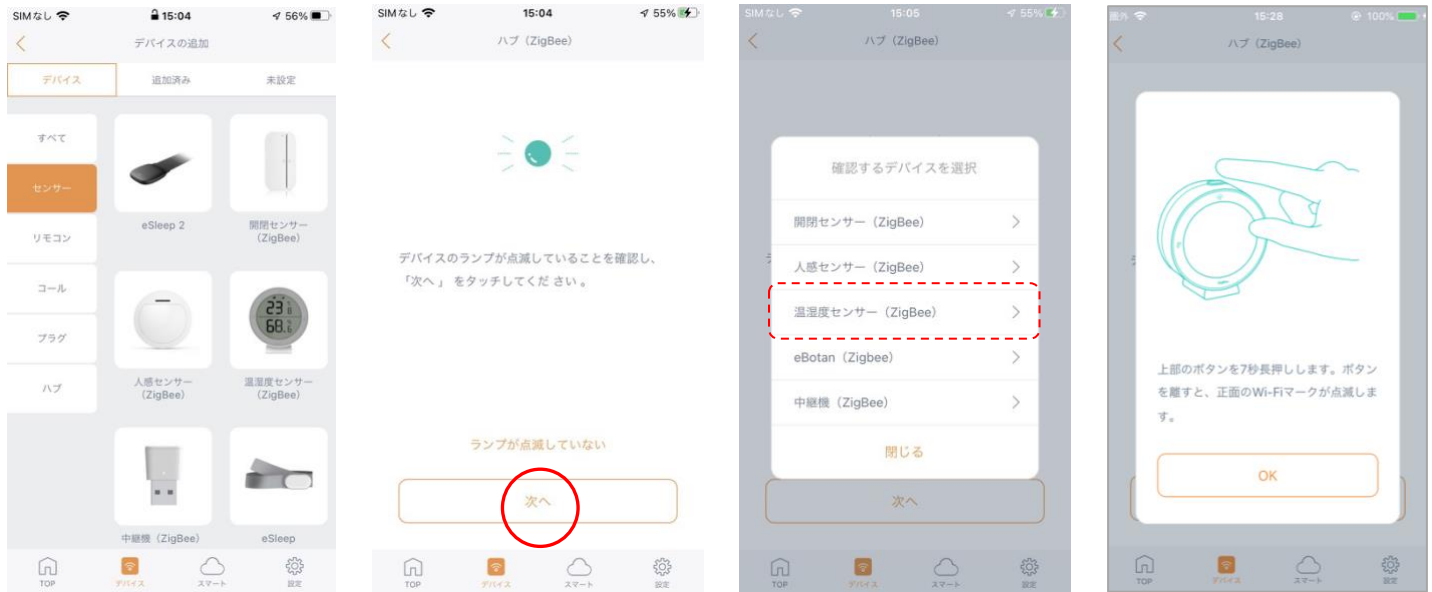 SIMなし 15:04 56%
デバイスの追加
デバイス 追加済み 未設定
すべて
センサー
リモコン
コール
プラグ
ハブ
eSleep 2
開閉センサー
(ZigBee)
人感センサー
(ZigBee)
温湿度センサー
(ZigBee)
中継機（ZigBee）
eSleep
TOP デバイス スマート 設定
SIMなし 15:04 55%
ハブ（ZigBee）
デバイスのランプが点滅していることを確認し、
「次へ 」 をタッチしてくだ さい 。
ランプが点滅していない
次へ
TOP デバイス スマート 設定
SIMなし 15:05 55%
ハブ（ZigBee）
確認するデバイスを選択
開閉センサー（ZigBee）
人感センサー（ZigBee）
温湿度センサー（ZigBee）
eBotan（Zigbee）
中継機（ZigBee）
閉じる
次へ
TOP デバイス スマート 設定
圏外 15:28 100%
ハブ（ZigBee）
上部のボタンを7秒長押しします。ボタン
を離すと、正面のWi-Fiマークが点滅しま
す。
OK
TOP デバイス スマート 設定